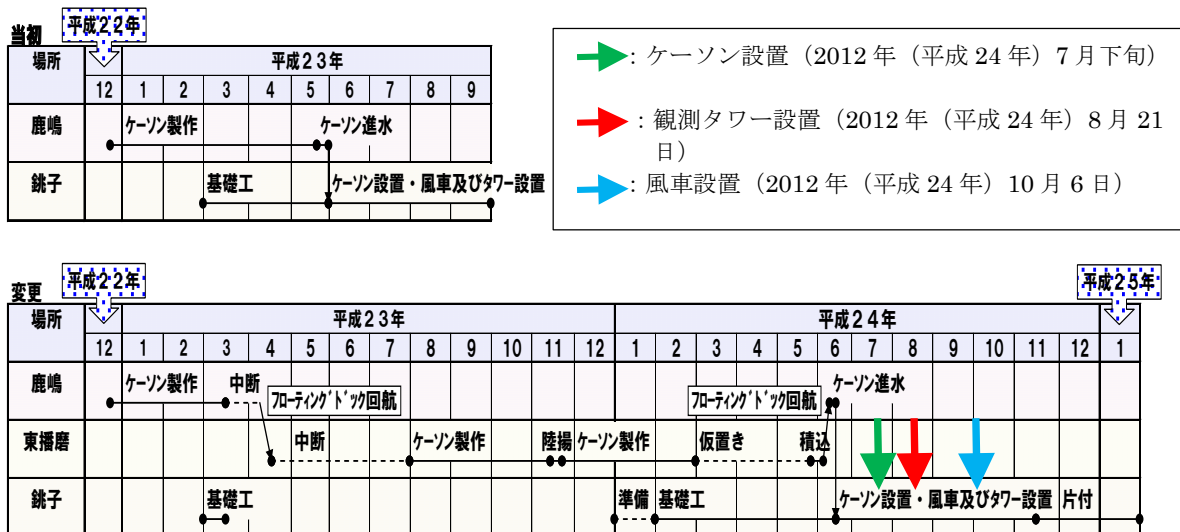 当初
平成22年
場所
平成23年
12 1 2 3 4 5 6 7 8 9
鹿嶋
ケーソン製作
ケーソン進水
銚子
基礎工
ケーソン設置・風車及びタワー設置
: ケーソン設置(2012年(平成24年)7月下旬)
: 観測タワー設置(2012年(平成24年)8月21
日)
: 風車設置(2012年(平成24年)10月6日)
変更
平成22年
平成25年
場所
平成23年
平成24年
12 1 2 3 4 5 6 7 8 9 10 11 12 1 2 3 4 5 6 7 8 9 10 11 12 1
鹿嶋
ケーソン製作
中断
フローティングドック回航
フローティングドック回航
ケーソン進水
東播磨
中断
ケーソン製作
陸揚
ケーソン製作
仮置き
積込
銚子
基礎工
準備
基礎工
ケーソン設置・風車及びタワー設置
片付